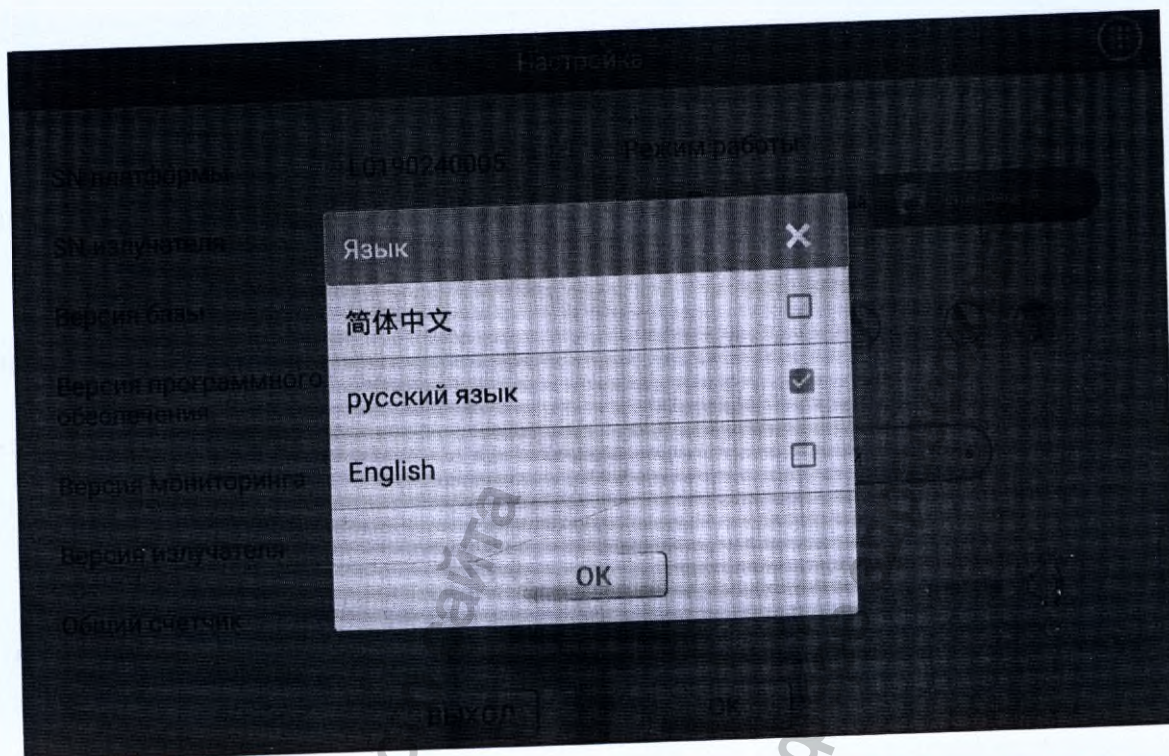 Настройка
SN платформы
L0190240005
Режим работы
SN излучателя
Язык
简体中文
русский язык
English
OK
Версия базы
Версия программного
обеспечения
Версия мониторинга
Версия излучателя
Общий счетчик
ВЫХОД
OK
сайта